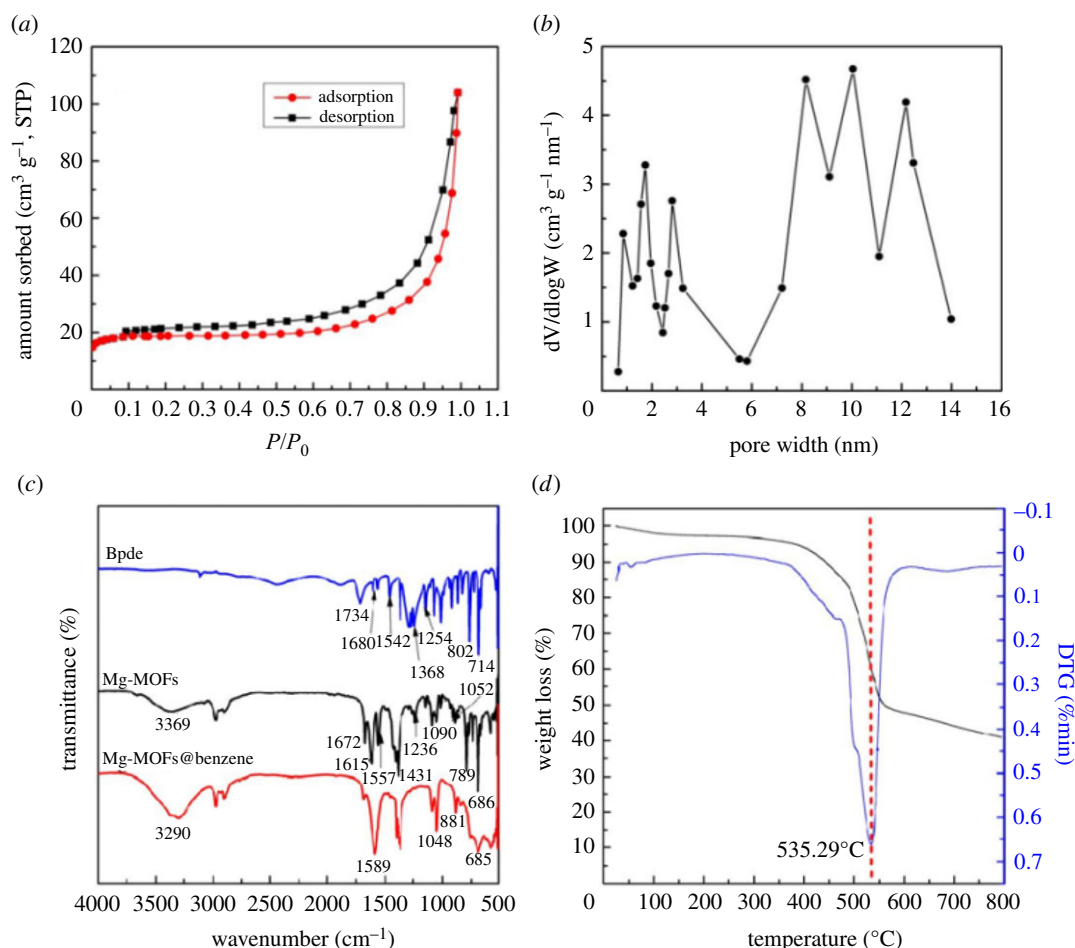 (a)
120
100
80
60
40
20
0
0.1 0.2 0.3 0.4 0.5 0.6 0.7 0.8 0.9 1.0 1.1
amount sorbed (cm³ g⁻¹, STP)
P/P₀
adsorption
desorption
(b)
5
4
3
2
1
0
2 4 6 8 10 12 14 16
dV/dlogW (cm³ g⁻¹ nm⁻¹)
pore width (nm)
(c)
transmittance (%)
Bpde
1734
1680
1542
1368
1254
802
714
Mg-MOFs
3369
1672
1615
1557
1431
1236
1090
1052
789
686
Mg-MOFs@benzene
3290
1589
1048
881
685
4000 3500 3000 2500 2000 1500 1000 500
wavenumber (cm⁻¹)
(d)
100
90
80
70
60
50
40
30
20
10
0
100 200 300 400 500 600 700 800
weight loss (%)
temperature (°C)
535.29°C
–0.1
0
0.1
0.2
0.3
0.4
0.5
0.6
0.7
DTG (%min)